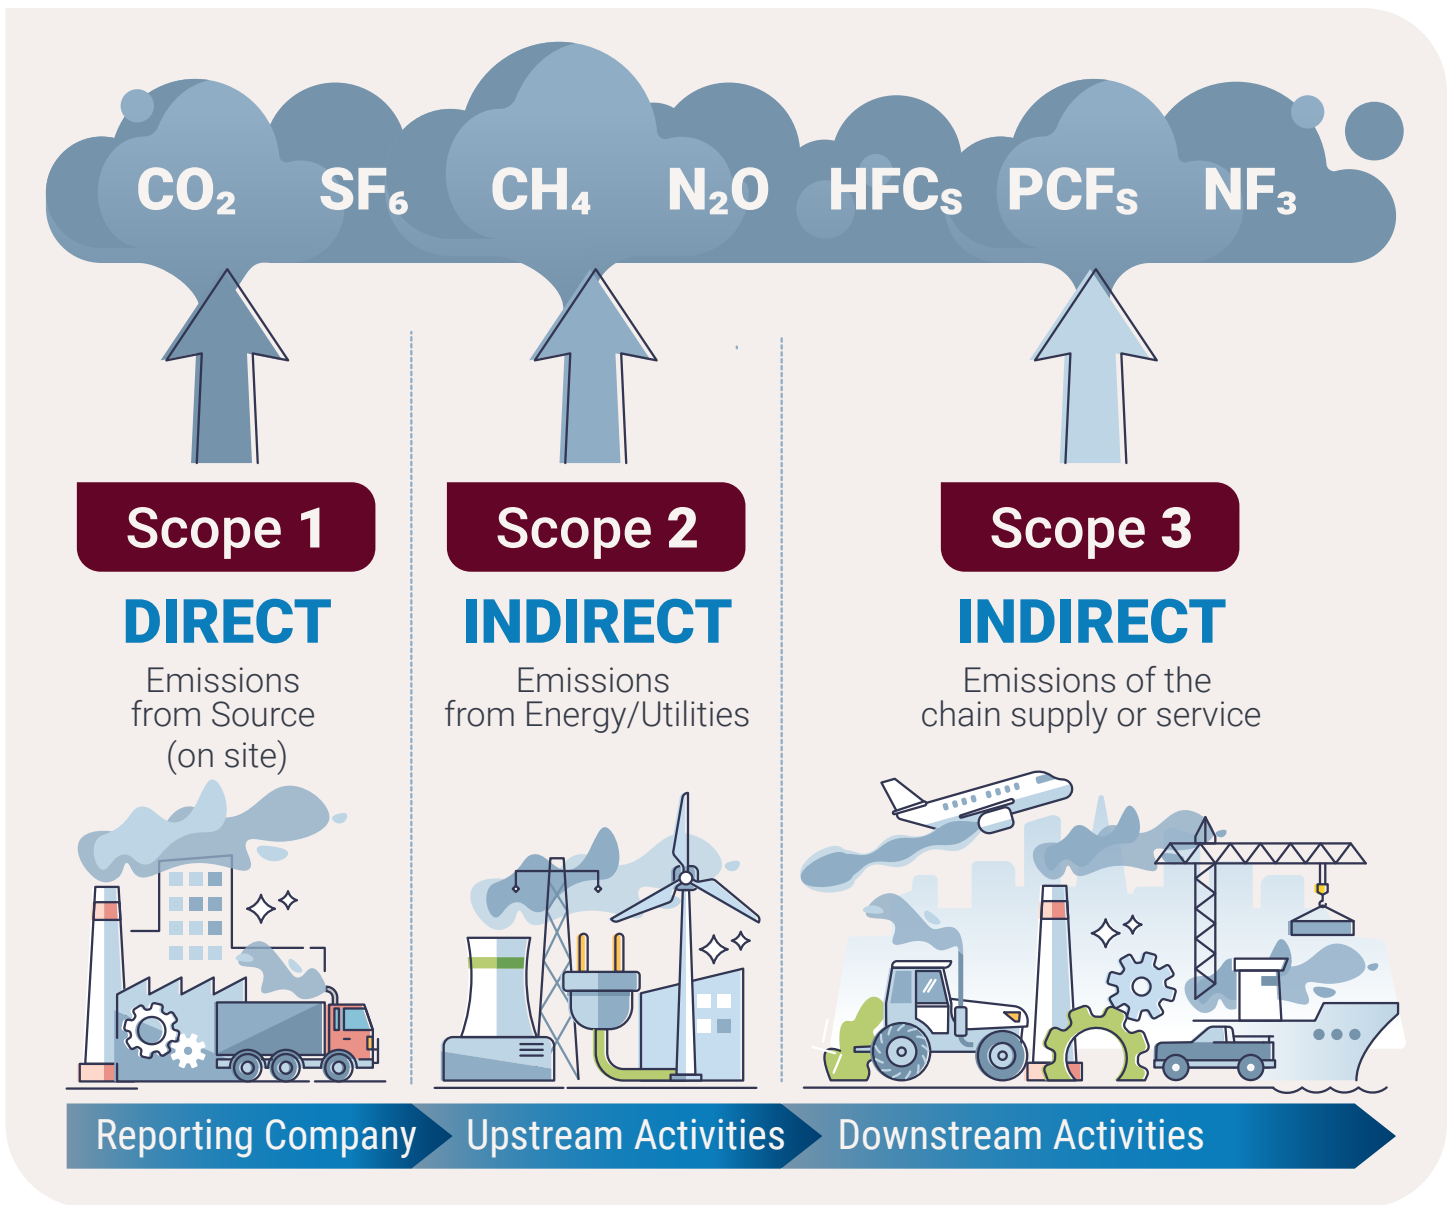 CO₂ SF₆ CH₄ N₂O HFCs PCFs NF₃
Scope 1
DIRECT
Emissions
from Source
(on site)
Scope 2
INDIRECT
Emissions
from Energy/Utilities
Scope 3
INDIRECT
Emissions of the
chain supply or service
Reporting Company
Upstream Activities
Downstream Activities